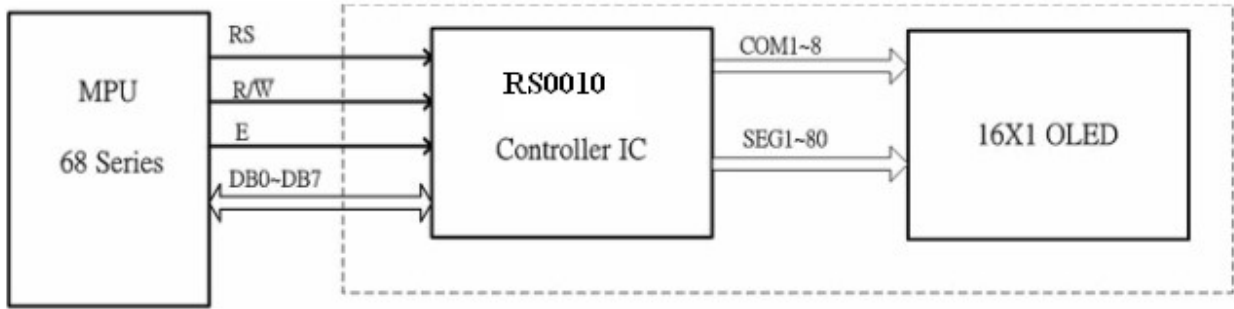 MPU
68 Series
RS
R/W
E
DB0~DB7
RS0010
Controller IC
COM1~8
SEG1~80
16X1 OLED